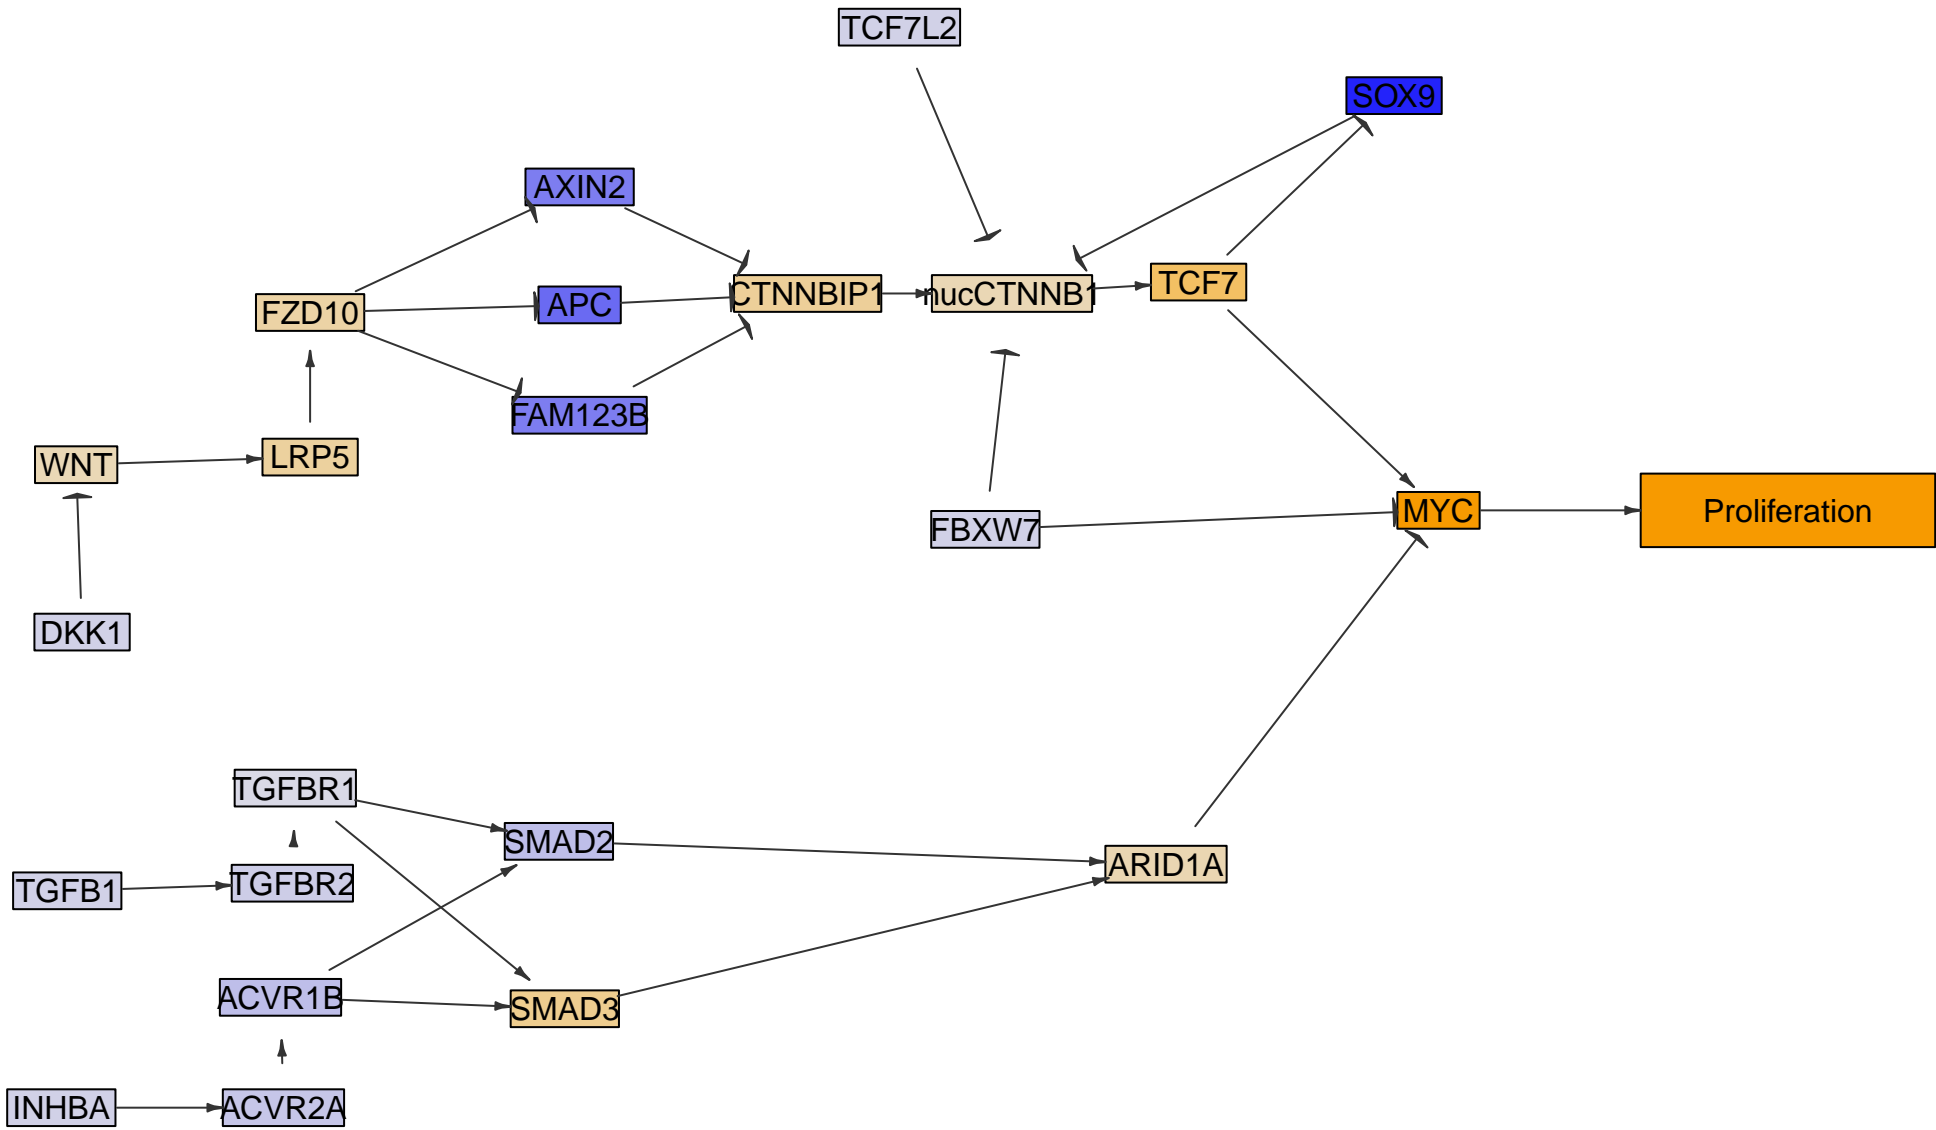 TCF7L2
SOX9
AXIN2
FZD10
APC
CTNNBIP1
nucCTNNB1
TCF7
FAM123B
WNT
LRP5
FBXW7
MYC
Proliferation
DKK1
TGFBR1
SMAD2
ARID1A
TGFB1
TGFBR2
ACVR1B
SMAD3
INHBA
ACVR2A